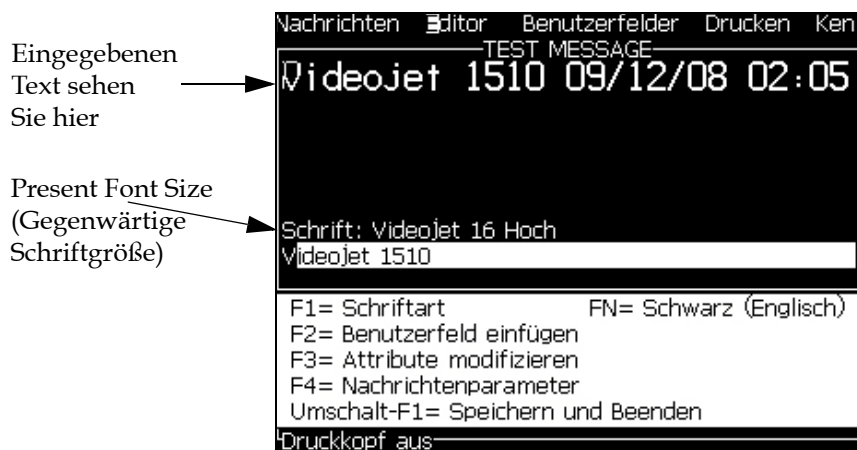 Eingegebenen
Text sehen
Sie hier
Present Font Size
(Gegenwärtige
Schriftgröße)
Nachrichten Editor Benutzerfelder Drucken Ken
TEST MESSAGE
Videojet 1510 09/12/08 02:05
Schrift: Videojet 16 Hoch
Videojet 1510
F1= Schriftart FN= Schwarz (Englisch)
F2= Benutzerfeld einfügen
F3= Attribute modifizieren
F4= Nachrichtenparameter
Umschalt-F1= Speichern und Beenden
Druckkopf aus